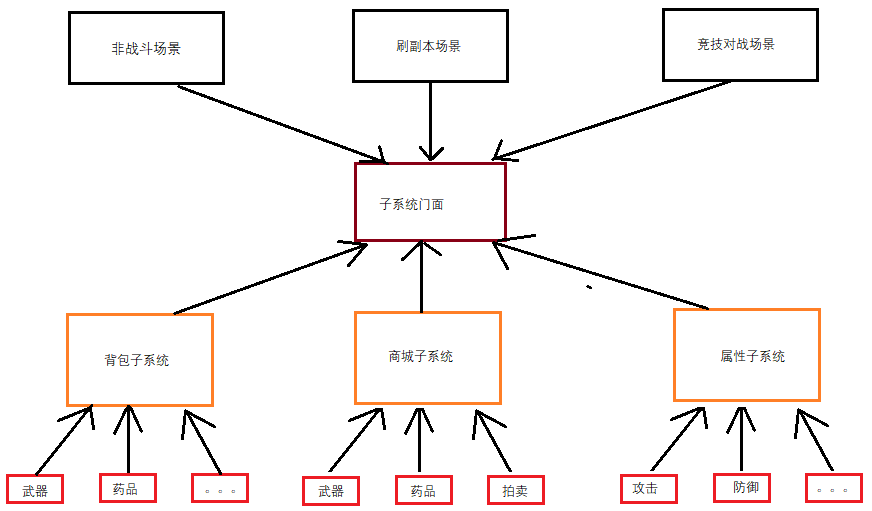 非战斗场景
刷副本场景
竞技对战场景
子系统门面
背包子系统
商城子系统
属性子系统
武器
药品
。。。
武器
药品
拍卖
攻击
防御
。。。